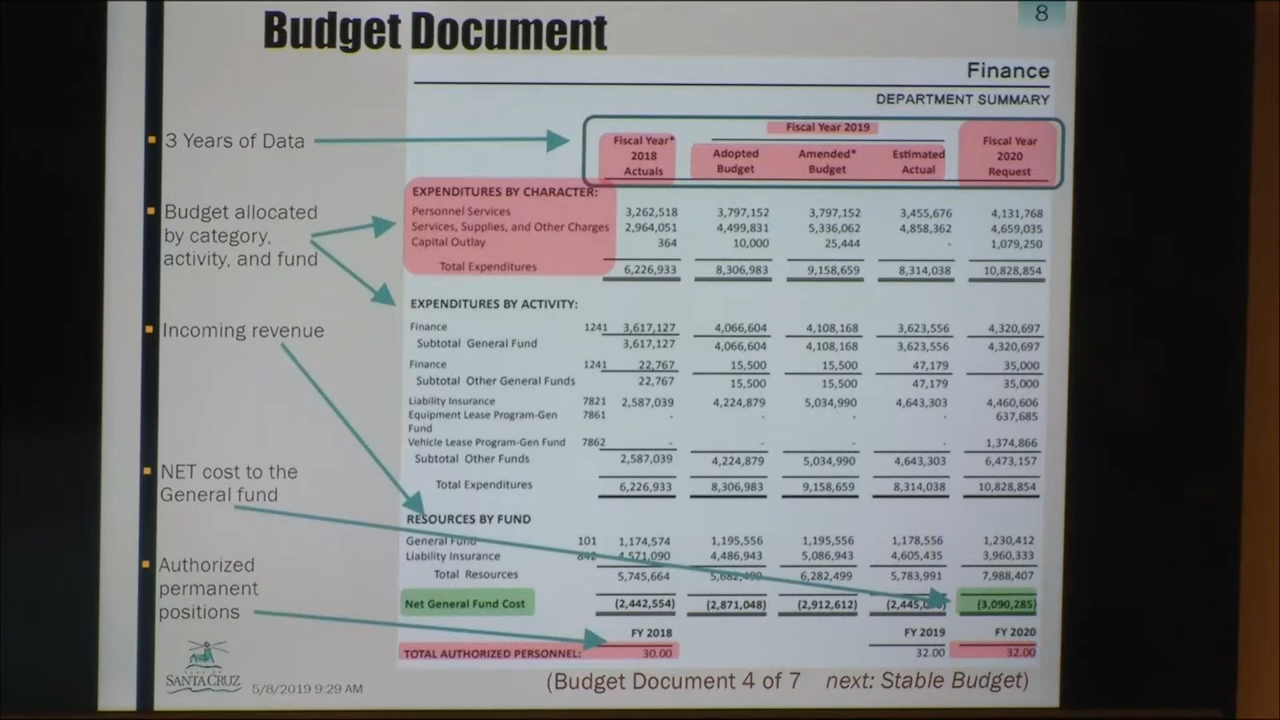 Budget Document
8
Finance
DEPARTMENT SUMMARY
3 Years of Data
Fiscal Year* 2018 Actuals
Fiscal Year 2019
Adopted Budget
Amended* Budget
Estimated Actual
Fiscal Year 2020 Request
Budget allocated
by category,
activity, and fund
EXPENDITURES BY CHARACTER:
Personnel Services 3,262,518 3,797,152 3,797,152 3,455,676 4,131,768
Services, Supplies, and Other Charges 2,964,051 4,499,831 5,336,062 4,858,362 4,659,035
Capital Outlay 364 10,000 25,444 - 1,079,250
Total Expenditures 6,226,933 8,306,983 9,158,659 8,314,038 10,828,854
EXPENDITURES BY ACTIVITY:
Incoming revenue
Finance 1241 3,617,127 4,066,604 4,108,168 3,623,556 4,320,697
Subtotal General Fund 3,617,127 4,066,604 4,108,168 3,623,556 4,320,697
Finance 1241 22,767 15,500 15,500 47,179 35,000
Subtotal Other General Funds 22,767 15,500 15,500 47,179 35,000
Liability Insurance 7821 2,587,039 4,224,879 5,034,990 4,643,303 4,460,606
Equipment Lease Program-Gen 7861 - - - - 637,685
Fund
Vehicle Lease Program-Gen Fund 7862 - - - - 1,374,866
Subtotal Other Funds 2,587,039 4,224,879 5,034,990 4,643,303 6,473,157
Total Expenditures 6,226,933 8,306,983 9,158,659 8,314,038 10,828,854
NET cost to the
General fund
RESOURCES BY FUND
General Fund 101 1,174,574 1,195,556 1,195,556 1,178,556 1,230,412
Liability Insurance 4,571,090 4,486,943 5,086,943 4,605,435 3,960,333
Total Resources 5,745,664 6,282,499 5,783,991 7,988,407
Net General Fund Cost (2,442,554) (2,871,048) (2,912,612) (3,090,285)
Authorized
permanent
positions
FY 2018 FY 2019 FY 2020
TOTAL AUTHORIZED PERSONNEL: 30.00 32.00 32.00
SANTA CRUZ
5/8/2019 9:29 AM
(Budget Document 4 of 7 next: Stable Budget)